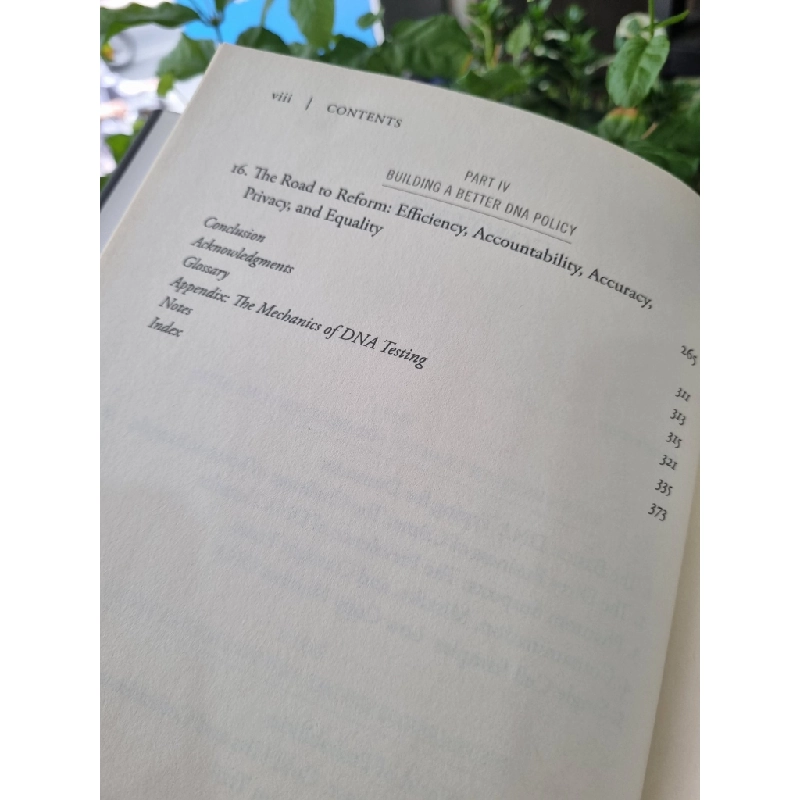 viii | CONTENTS
PART IV
BUILDING A BETTER DNA POLICY
16. The Road to Reform: Efficiency, Accountability, Accuracy,
Privacy, and Equality 265
Conclusion 311
Acknowledgments 313
Glossary 315
Appendix: The Mechanics of DNA Testing 321
Notes 335
Index 373